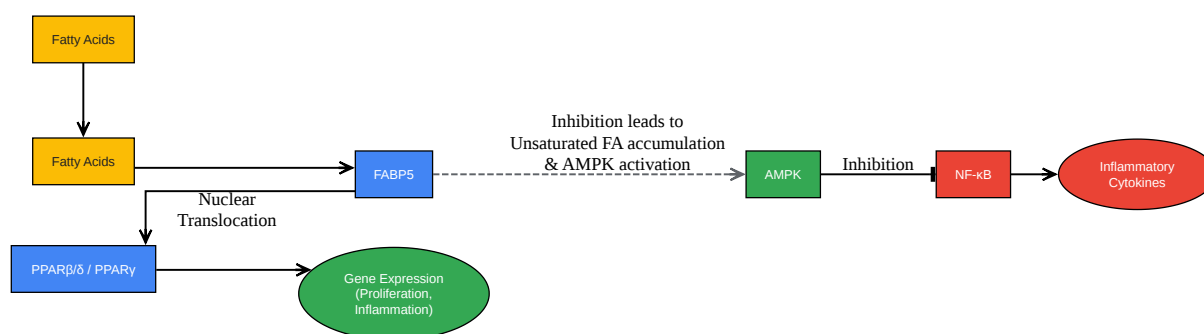 Fatty Acids
Fatty Acids
FABP5
Inhibition leads to
Unsaturated FA accumulation
& AMPK activation
AMPK
Inhibition
NF-κB
Inflammatory
Cytokines
Nuclear
Translocation
PPARβ/δ / PPARγ
Gene Expression
(Proliferation,
Inflammation)